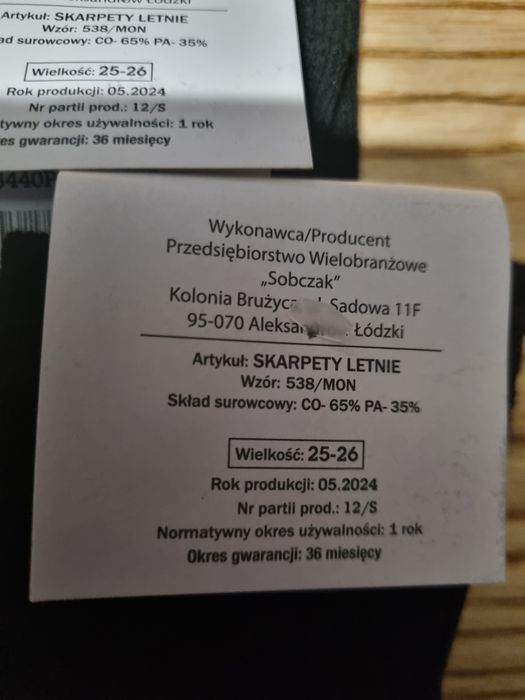 Artykuł: SKARPETY LETNIE
Wzór: 538/MON
ad surowcowy: CO- 65% PA- 35%
Wielkość: 25-26
Rok produkcji: 05.2024
Nr partii prod.: 12/S
tywny okres używalności: 1 rok
es gwarancji: 36 miesięcy
Wykonawca/Producent
Przedsiębiorstwo Wielobranżowe
„Sobczak”
Kolonia Brużyc Sadowa 11F
95-070 Aleksan Łódzki
Artykuł: SKARPETY LETNIE
Wzór: 538/MON
Skład surowcowy: CO- 65% PA- 35%
Wielkość: 25-26
Rok produkcji: 05.2024
Nr partii prod.: 12/S
Normatywny okres używalności: 1 rok
Okres gwarancji: 36 miesięcy